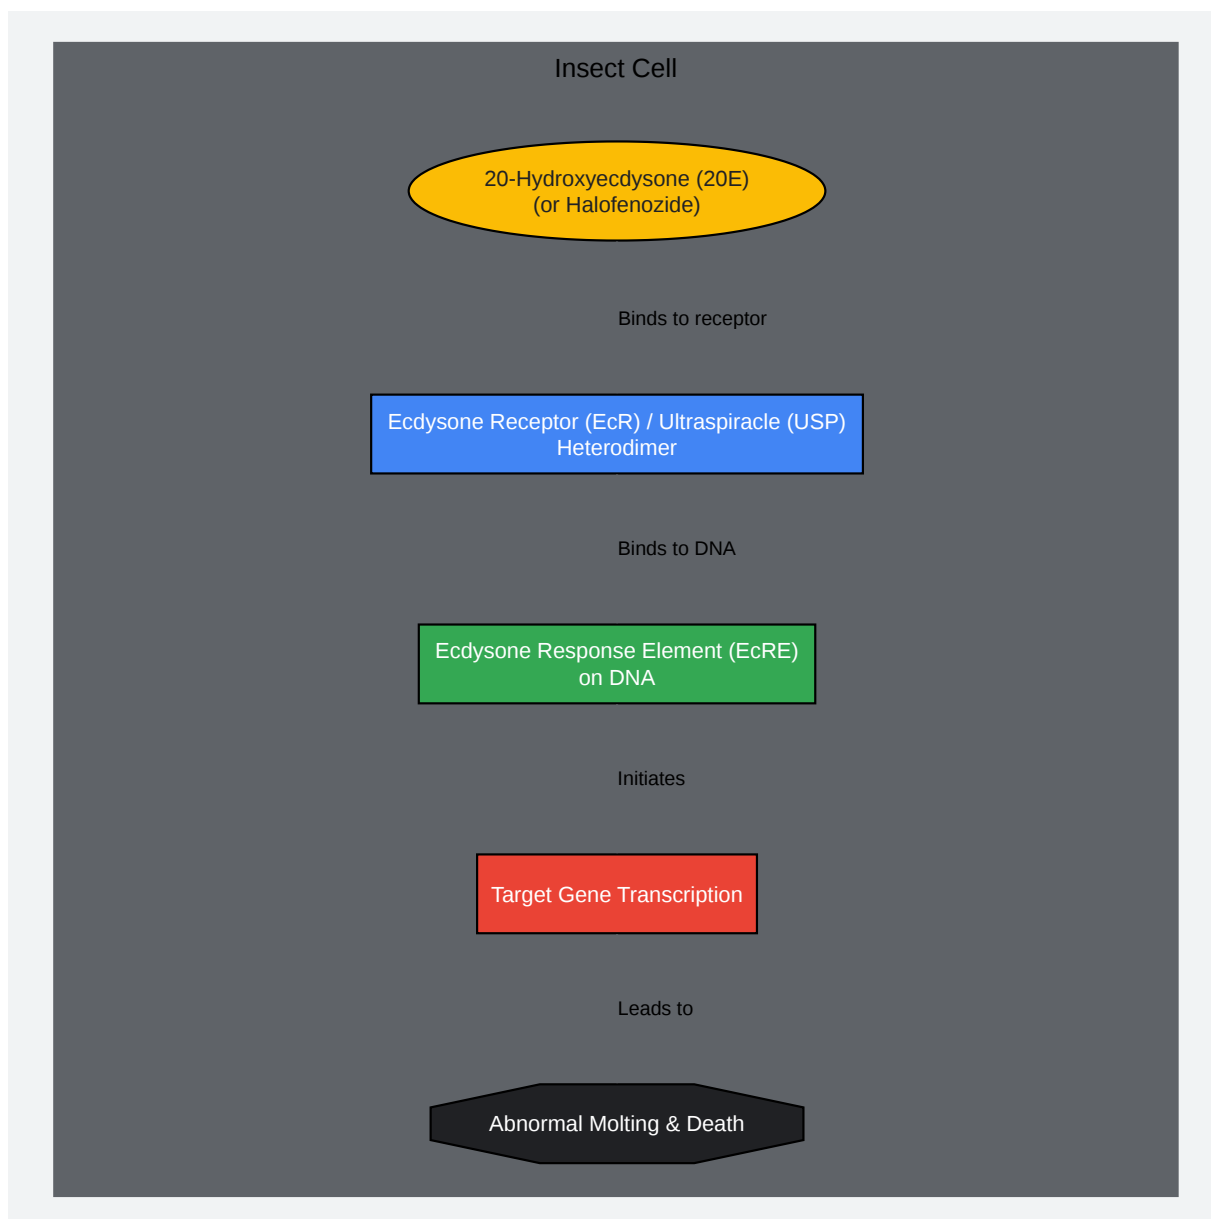 Insect Cell
20-Hydroxyecdysone (20E)
(or Halofenozide)
Binds to receptor
Ecdysone Receptor (EcR) / Ultraspiracle (USP)
Heterodimer
Binds to DNA
Ecdysone Response Element (EcRE)
on DNA
Initiates
Target Gene Transcription
Leads to
Abnormal Molting & Death